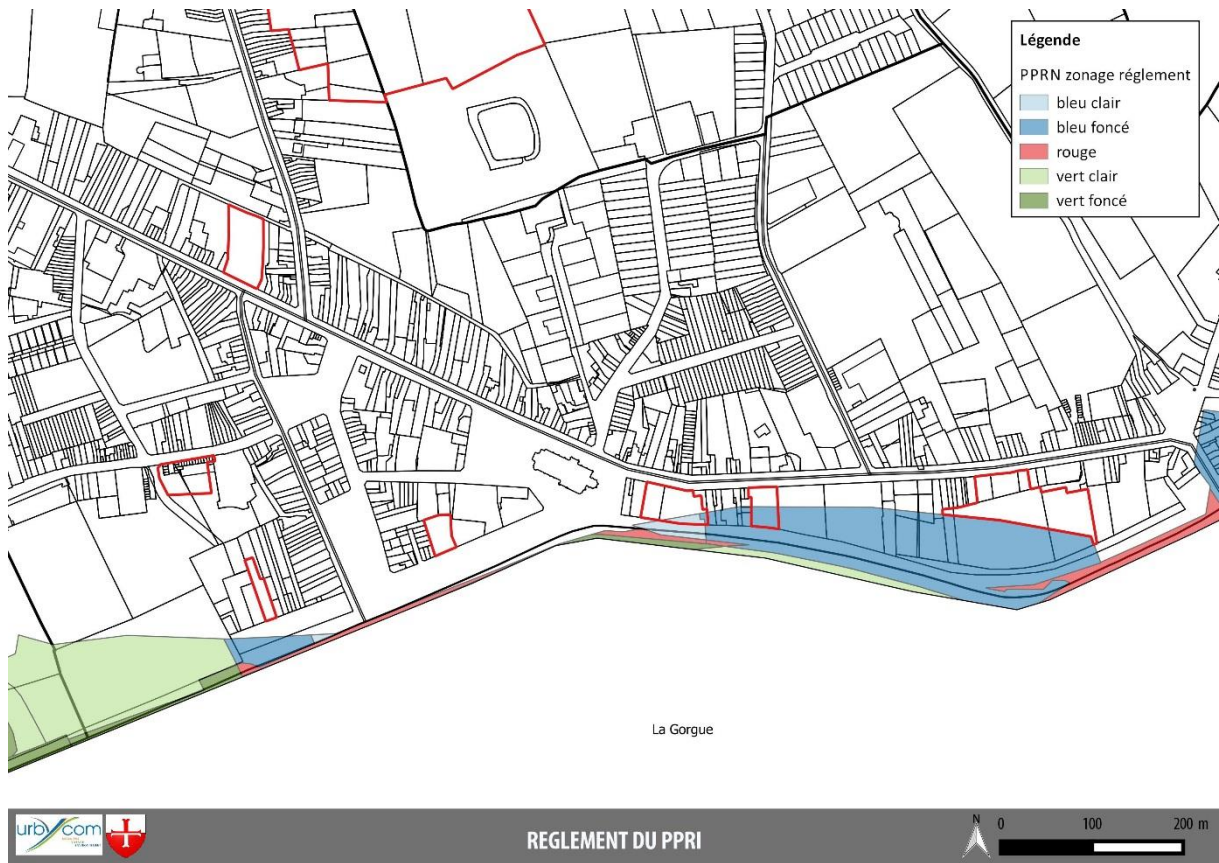 Légende
PPRN zonage réglement
bleu clair
bleu foncé
rouge
vert clair
vert foncé
La Gorgue
urbycom
REGLEMENT DU PPRI
N
0 100 200 m